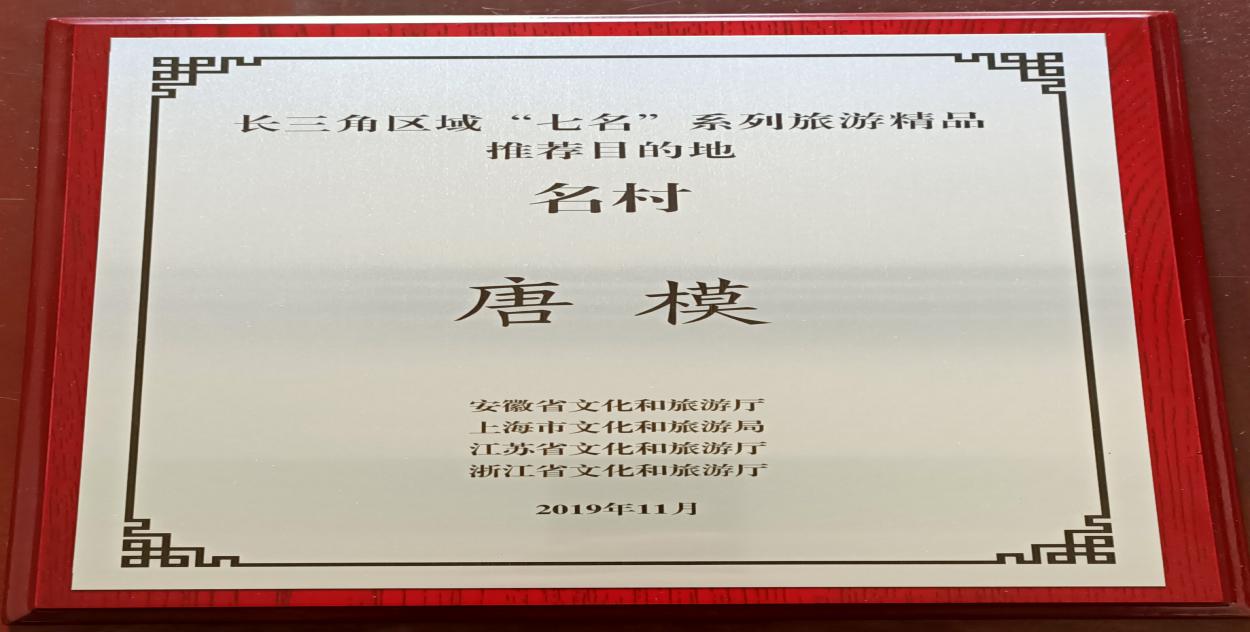 长三角区域“七名”系列旅游精品
推荐目的地
名村
唐模
安徽省文化和旅游厅
上海市文化和旅游局
江苏省文化和旅游厅
浙江省文化和旅游厅
2019年11月